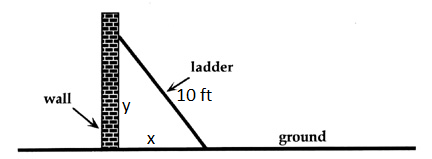 ladder
10 ft
wall
y
x
ground